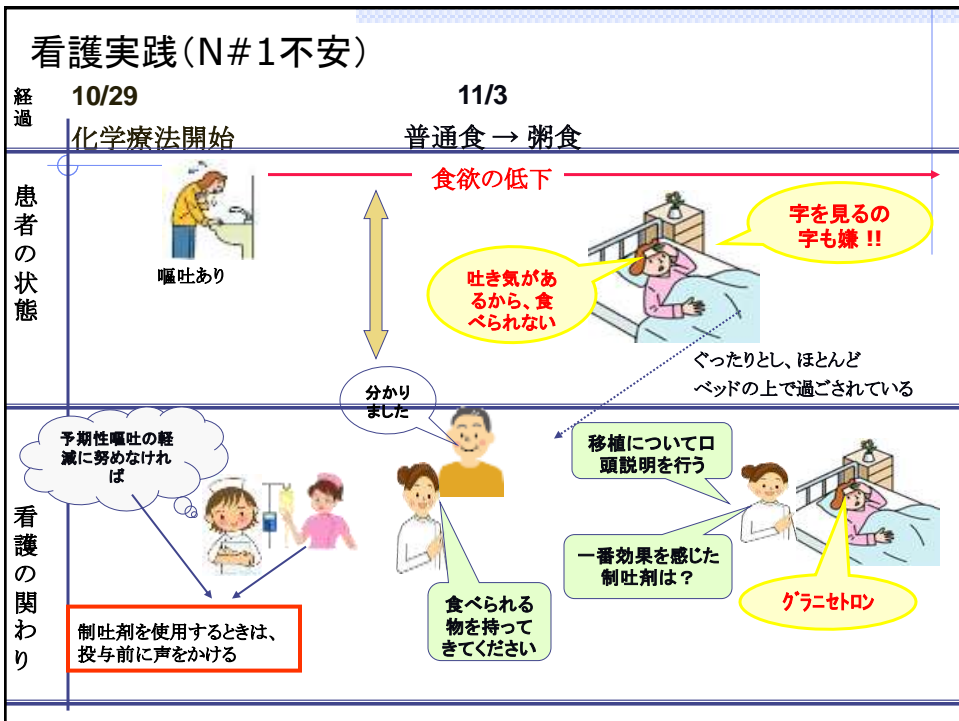 看護実践(N#1不安)
経過
10/29
11/3
化学療法開始
普通食 → 粥食
患者の状態
食欲の低下
嘔吐あり
吐き気があ
るから、食
べられない
字を見るの
字も嫌 !!
ぐったりとし、ほとんど
ベッドの上で過ごされている
看護の関わり
予期性嘔吐の軽
減に努めなけれ
ば
分かり
ました
移植について口
頭説明を行う
一番効果を感じた
制吐剤は？
食べられる
物を持って
きてください
グラニセトロン
制吐剤を使用するときは、
投与前に声をかける